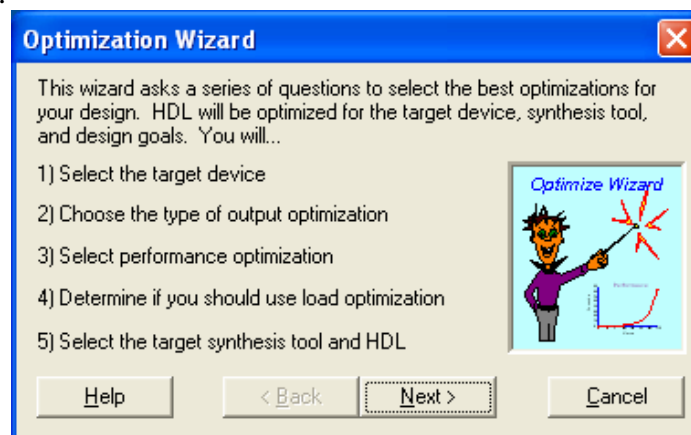 Optimization Wizard
This wizard asks a series of questions to select the best optimizations for
your design. HDL will be optimized for the target device, synthesis tool,
and design goals. You will...
1) Select the target device
2) Choose the type of output optimization
3) Select performance optimization
4) Determine if you should use load optimization
5) Select the target synthesis tool and HDL
Optimize Wizard
Performance
Help
< Back
Next >
Cancel